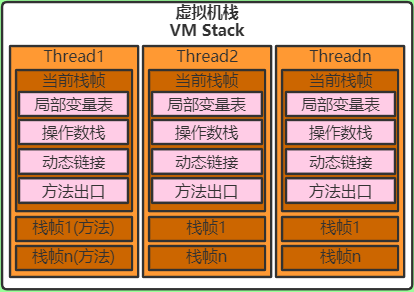 虚拟机栈
VM Stack
Thread1
当前栈帧
局部变量表
操作数栈
动态链接
方法出口
栈帧1(方法)
栈帧n(方法)
Thread2
当前栈帧
局部变量表
操作数栈
动态链接
方法出口
栈帧1
栈帧n
Threadn
当前栈帧
局部变量表
操作数栈
动态链接
方法出口
栈帧1
栈帧n